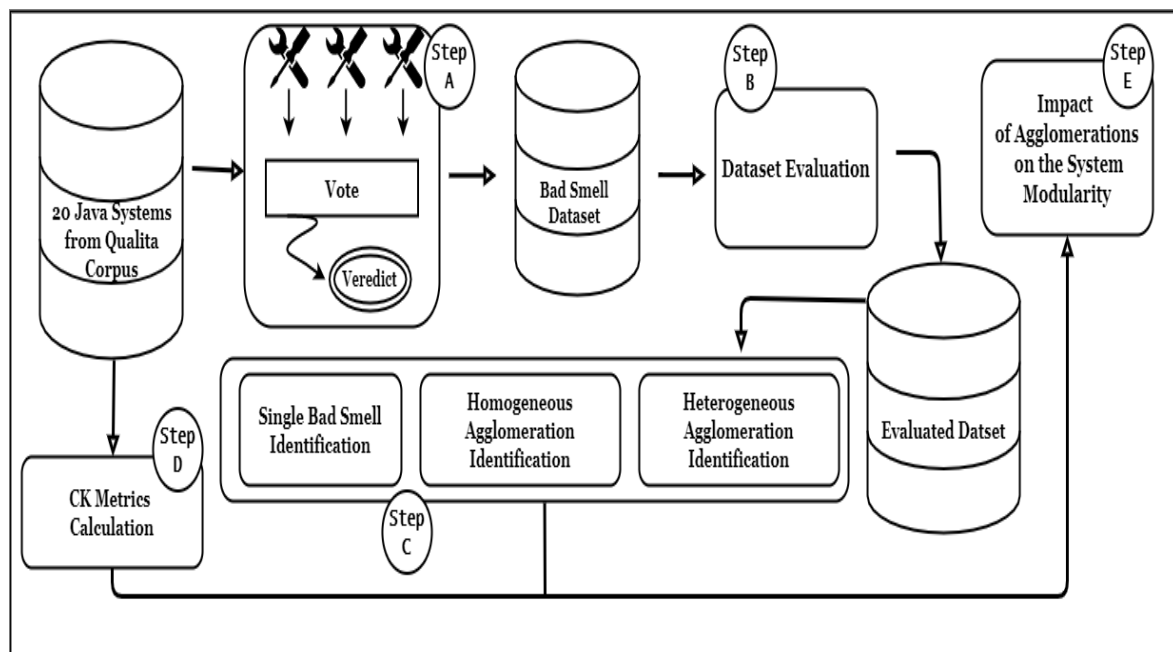 20 Java Systems
from Qualita
Corpus
Step
A
Vote
Veredict
Bad Smell
Dataset
Step
B
Dataset Evaluation
Step
E
Impact
of Agglomerations
on the System
Modularity
Evaluated Datset
Single Bad Smell
Identification
Homogeneous
Agglomeration
Identification
Heterogeneous
Agglomeration
Identification
Step
C
Step
D
CK Metrics
Calculation